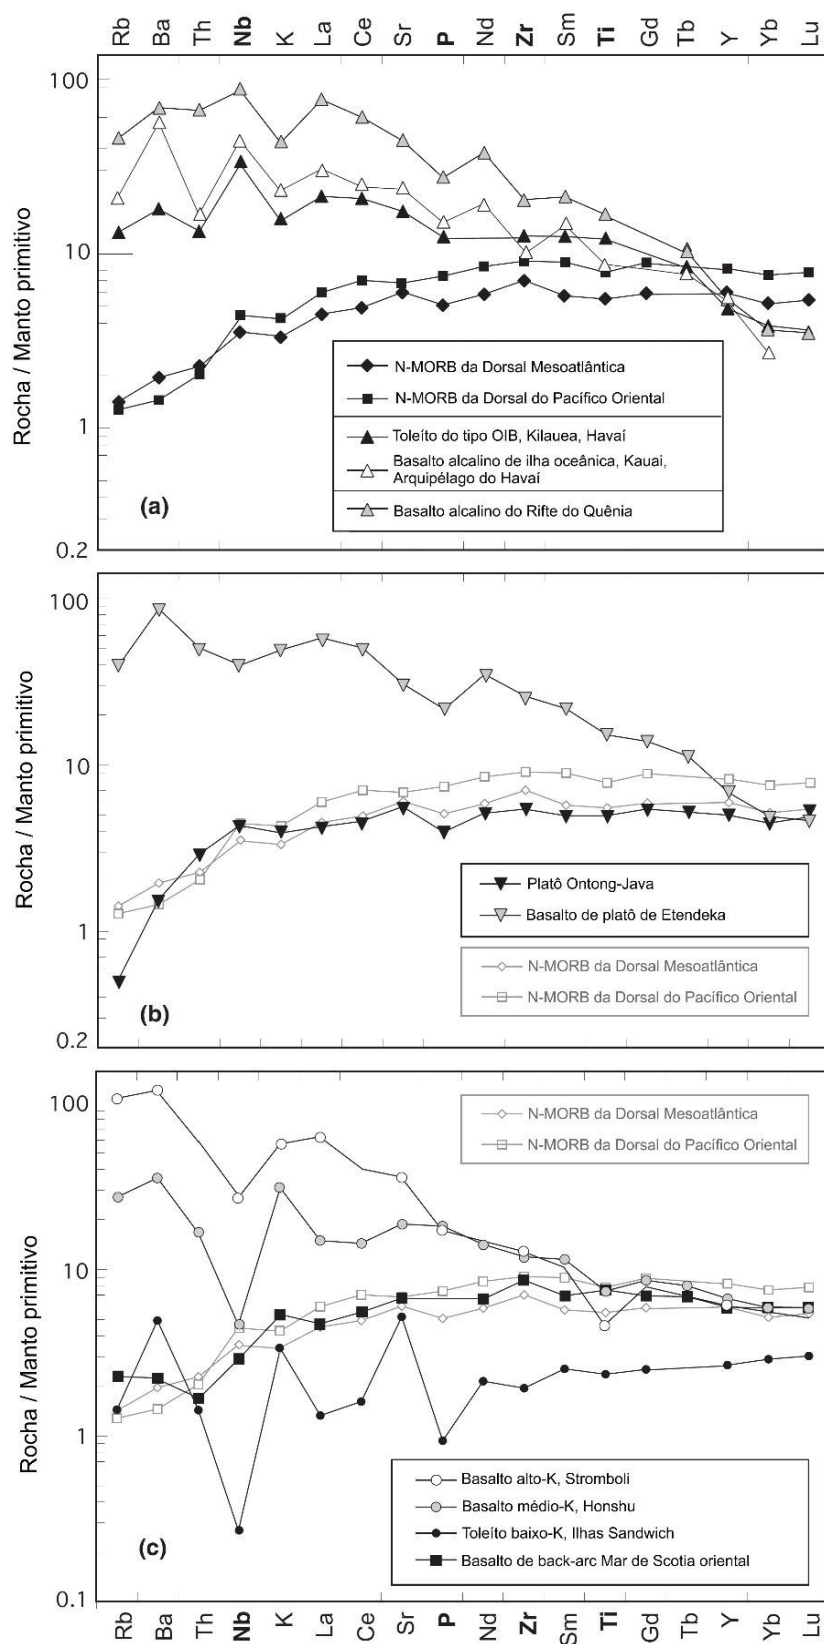 Rb Ba Th Nb K La Ce Sr P Nd Zr Sm Ti Gd Tb Y Yb Lu
Rocha / Manto primitivo
100
10
1
0.2
N-MORB da Dorsal Mesoatlântica
N-MORB da Dorsal do Pacífico Oriental
Toleíto do tipo OIB, Kilauea, Havaí
Basalto alcalino de ilha oceânica, Kauai,
Arquipélago do Havaí
Basalto alcalino do Rifte do Quênia
(a)
Rocha / Manto primitivo
100
10
1
0.2
Platô Ontong-Java
Basalto de platô de Etendeka
N-MORB da Dorsal Mesoatlântica
N-MORB da Dorsal do Pacífico Oriental
(b)
Rocha / Manto primitivo
100
10
1
0.1
N-MORB da Dorsal Mesoatlântica
N-MORB da Dorsal do Pacífico Oriental
Basalto alto-K, Stromboli
Basalto médio-K, Honshu
Toleíto baixo-K, Ilhas Sandwich
Basalto de back-arc Mar de Scotia oriental
(c)
Rb Ba Th Nb K La Ce Sr P Nd Zr Sm Ti Gd Tb Y Yb Lu